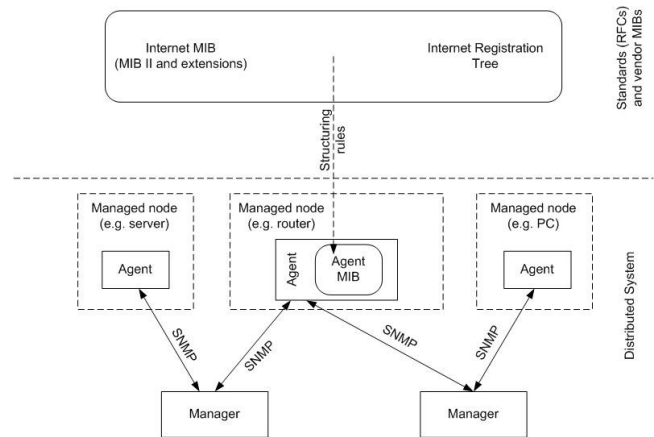 Internet MIB
(MIB II and extensions)
Internet Registration
Tree
Standards (RFCs)
and vendor MIBs
Structuring
rules
Managed node
(e.g. server)
Agent
Managed node
(e.g. router)
Agent
Agent
MIB
Managed node
(e.g. PC)
Agent
Distributed System
SNMP
SNMP
SNMP
SNMP
Manager
Manager